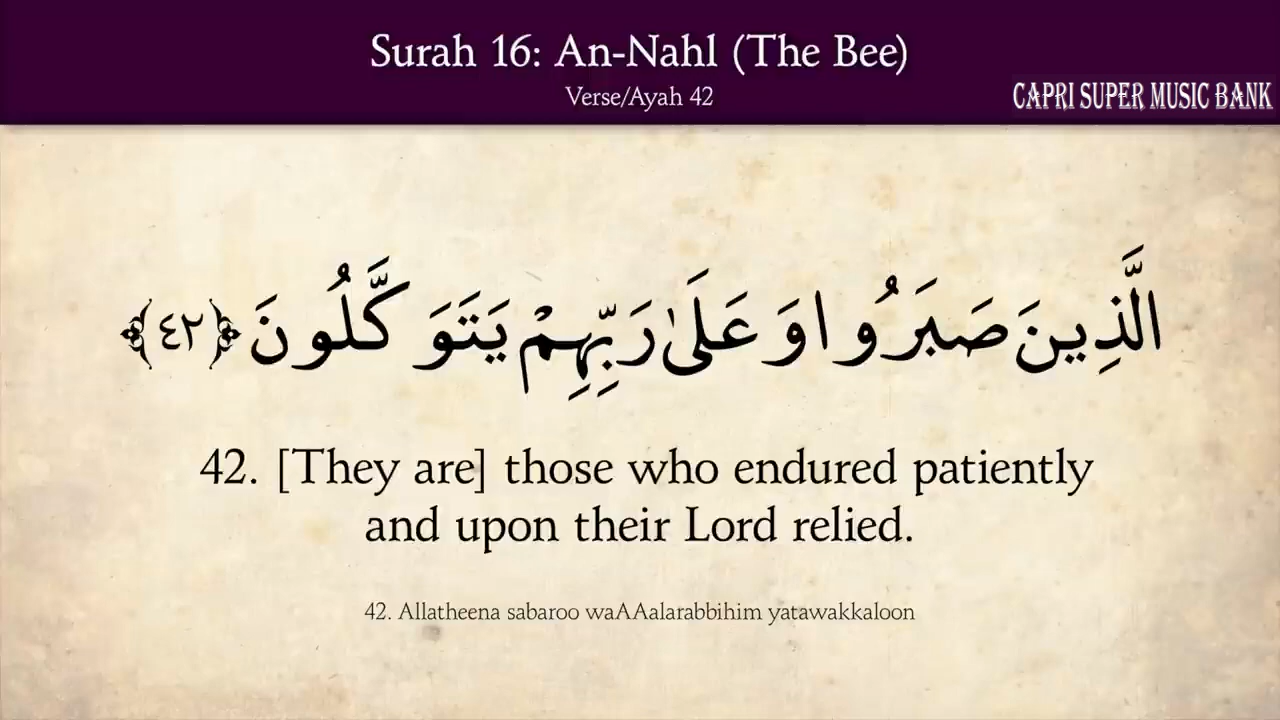 Surah 16: An-Nahl (The Bee)
Verse/Ayah 42
CAPRI SUPER MUSIC BANK
الَّذِينَ صَبَرُوا وَعَلَىٰ رَبِّهِمْ يَتَوَكَّلُونَ ﴿٤٢﴾
42. [They are] those who endured patiently
and upon their Lord relied.
42. Allatheena sabaroo waAAalarabbihim yatawakkaloon